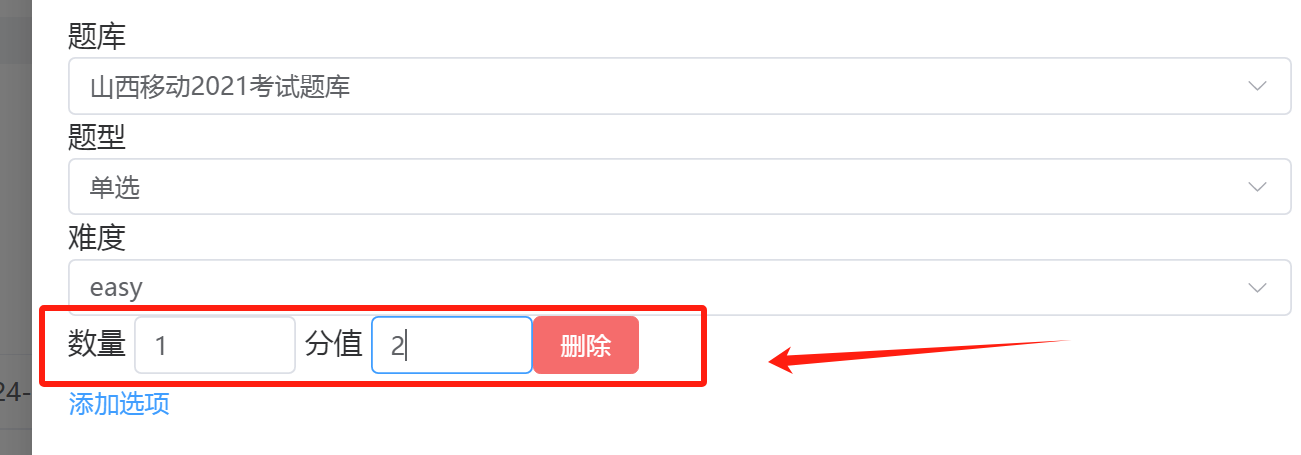 题库
山西移动2021考试题库
题型
单选
难度
easy
数量 1 分值 2 删除
24-
添加选项